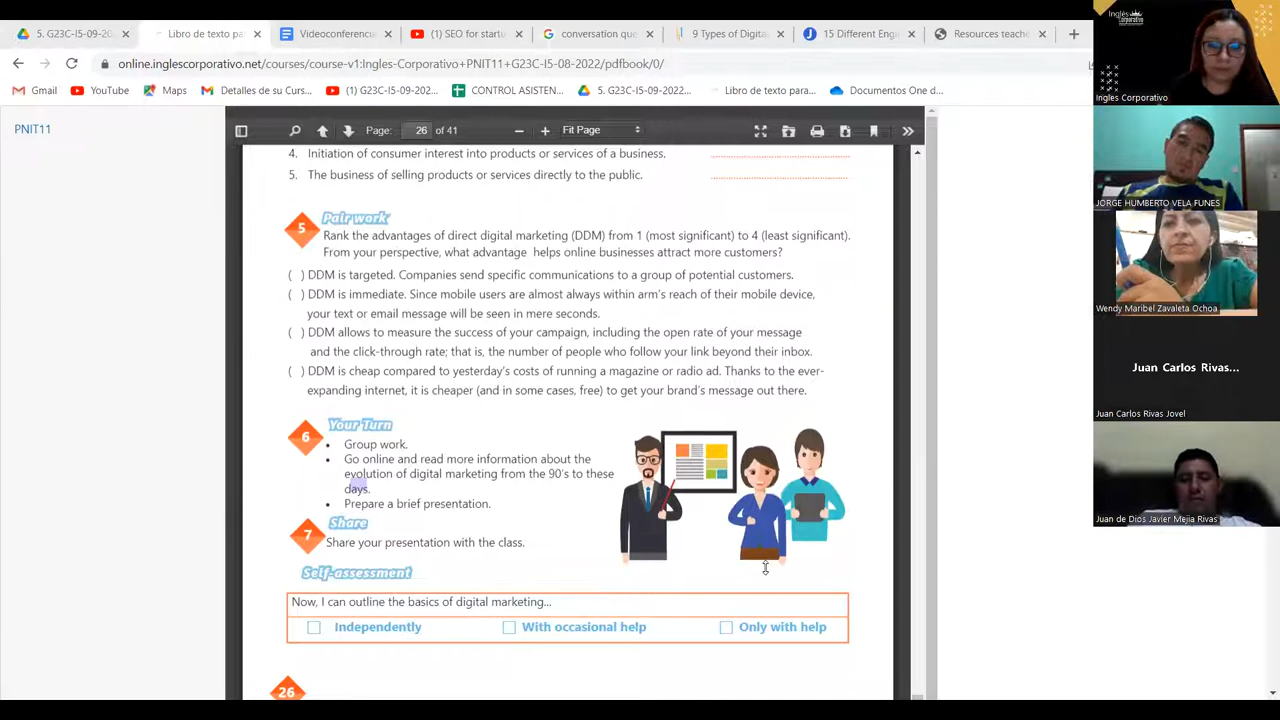 5. G23C-I5-09-20
Libro de texto pa
Videoconferencia
(1) SEO for startu
conversation que
9 Types of Digita
15 Different Eng
Resources teache
online.inglescorporativo.net/courses/course-v1:Ingles-Corporativo+PNIT11+G23C-I5-08-2022/pdfbook/0/
Gmail
YouTube
Maps
Detalles de su Curs...
(1) G23C-I5-09-202...
CONTROL ASISTEN...
5. G23C-I5-09-2022...
Libro de texto para...
Documentos One d
PNIT11
Page: 26 of 41
Fit Page
4. Initiation of consumer interest into products or services of a business.
5. The business of selling products or services directly to the public.
5 Pair work
Rank the advantages of direct digital marketing (DDM) from 1 (most significant) to 4 (least significant).
From your perspective, what advantage helps online businesses attract more customers?
( ) DDM is targeted. Companies send specific communications to a group of potential customers.
( ) DDM is immediate. Since mobile users are almost always within arm's reach of their mobile device,
your text or email message will be seen in mere seconds.
( ) DDM allows to measure the success of your campaign, including the open rate of your message
and the click-through rate; that is, the number of people who follow your link beyond their inbox.
( ) DDM is cheap compared to yesterday's costs of running a magazine or radio ad. Thanks to the ever-
expanding internet, it is cheaper (and in some cases, free) to get your brand's message out there.
6 Your Turn
• Group work.
• Go online and read more information about the
evolution of digital marketing from the 90's to these
days.
• Prepare a brief presentation.
7 Share
Share your presentation with the class.
Self-assessment
Now, I can outline the basics of digital marketing...
Independently
With occasional help
Only with help
26
Inglés
Corporativo
Ingles Corporativo
JORGE HUMBERTO VELA FUNES
Wendy Maribel Zavaleta Ochoa
Juan Carlos Rivas...
Juan Carlos Rivas Jovel
Juan de Dios Javier Mejia Rivas